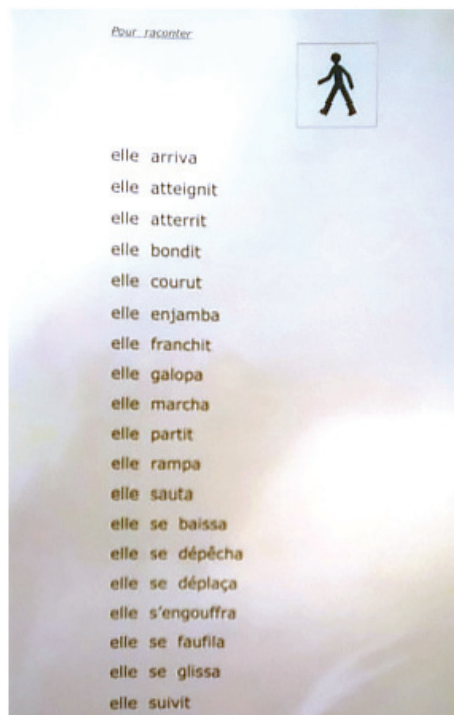 Pour raconter
elle arriva
elle atteignit
elle atterrit
elle bondit
elle courut
elle enjamba
elle franchit
elle galopa
elle marcha
elle partit
elle rampa
elle sauta
elle se baissa
elle se dépêcha
elle se déplaça
elle s'engouffra
elle se faufila
elle se glissa
elle suivit